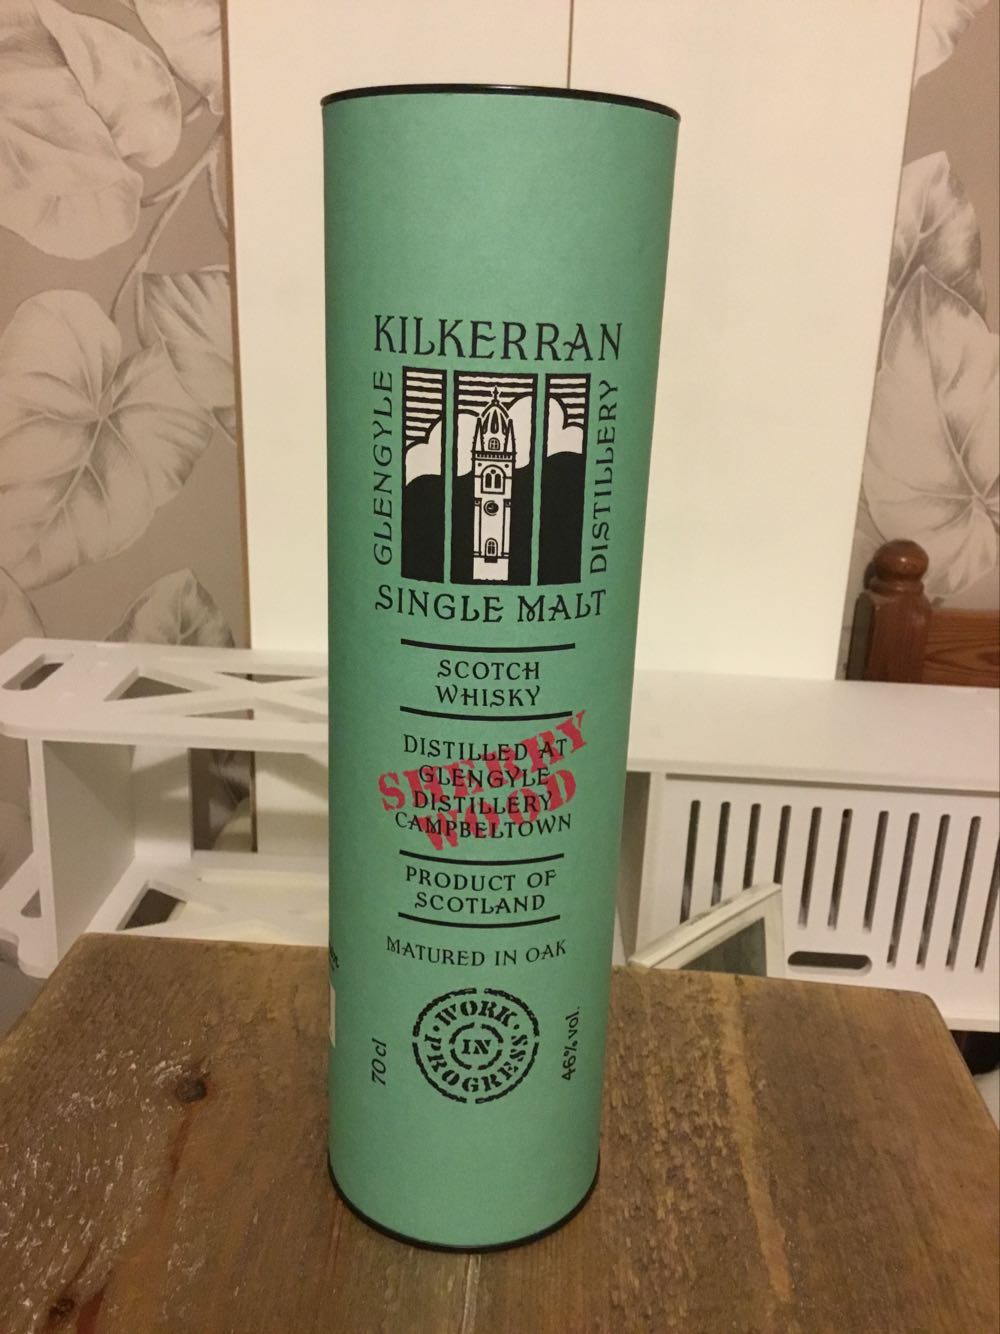 KILKERRAN
GLENGYLE
DISTILLERY
SINGLE MALT
SCOTCH
WHISKY
DISTILLED AT
GLENGYLE
DISTILLERY
CAMPBELTOWN
SHERRY
WOOD
PRODUCT OF
SCOTLAND
MATURED IN OAK
WORK IN PROGRESS
70cl
46% vol.